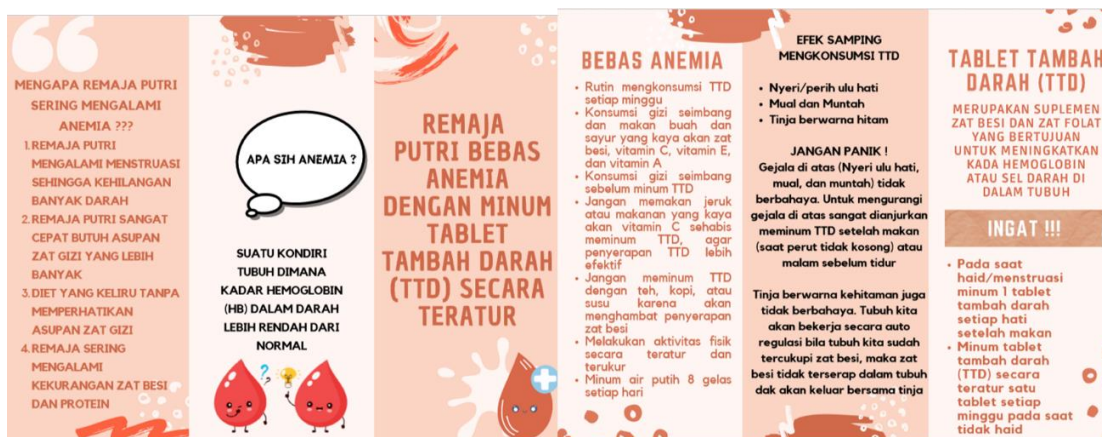 MENGAPA REMAJA PUTRI
SERING MENGALAMI
ANEMIA ???
1. REMAJA PUTRI
MENGALAMI MENSTRUASI
SEHINGGA KEHILANGAN
BANYAK DARAH
2. REMAJA PUTRI SANGAT
CEPAT BUTUH ASUPAN
ZAT GIZI YANG LEBIH
BANYAK
3. DIET YANG KELIRU TANPA
MEMPERHATIKAN
ASUPAN ZAT GIZI
4. REMAJA SERING
MENGALAMI
KEKURANGAN ZAT BESI
DAN PROTEIN
APA SIH ANEMIA ?
SUATU KONDIRI
TUBUH DIMANA
KADAR HEMOGLOBIN
(HB) DALAM DARAH
LEBIH RENDAH DARI
NORMAL
? ?
REMAJA
PUTRI BEBAS
ANEMIA
DENGAN MINUM
TABLET
TAMBAH DARAH
(TTD) SECARA
TERATUR
BEBAS ANEMIA
• Rutin mengkonsumsi TTD
setiap minggu
• Konsumsi gizi seimbang
dan makan buah dan
sayur yang kaya akan zat
besi, vitamin C, vitamin E,
dan vitamin A
• Konsumsi gizi seimbang
sebelum minum TTD
• Jangan memakan jeruk
atau makanan yang kaya
akan vitamin C sehabis
meminum TTD, agar
penyerapan TTD lebih
efektif
• Jangan meminum TTD
dengan teh, kopi, atau
susu karena akan
menghambat penyerapan
zat besi
• Melakukan aktivitas fisik
secara teratur dan
terukur
• Minum air putih 8 gelas
setiap hari
EFEK SAMPING
MENGKONSUMSI TTD
• Nyeri/perih ulu hati
• Mual dan Muntah
• Tinja berwarna hitam
JANGAN PANIK !
Gejala di atas (Nyeri ulu hati,
mual, dan muntah) tidak
berbahaya. Untuk mengurangi
gejala di atas sangat dianjurkan
meminum TTD setelah makan
(saat perut tidak kosong) atau
malam sebelum tidur
Tinja berwarna kehitaman juga
tidak berbahaya. Tubuh kita
akan bekerja secara auto
regulasi bila tubuh kita sudah
tercukupi zat besi, maka zat
besi tidak terserap dalam tubuh
dak akan keluar bersama tinja
TABLET TAMBAH
DARAH (TTD)
MERUPAKAN SUPLEMEN
ZAT BESI DAN ZAT FOLAT
YANG BERTUJUAN
UNTUK MENINGKATKAN
KADA HEMOGLOBIN
ATAU SEL DARAH DI
DALAM TUBUH
INGAT !!!
• Pada saat
haid/menstruasi
minum 1 tablet
tambah darah
setiap hati
setelah makan
• Minum tablet
tambah darah
(TTD) secara
teratur satu
tablet setiap
minggu pada saat
tidak haid